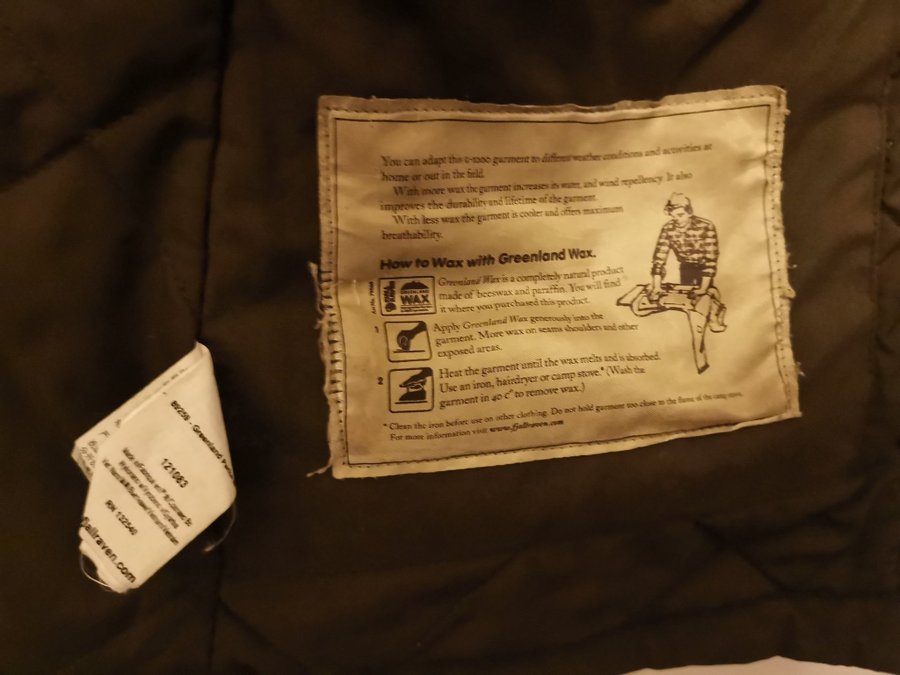 You can adapt this G-1000 garment to different weather conditions and activities at
home or out in the field.
With more wax the garment increases its water, and wind repellency. It also
improves the durability and lifetime of the garment.
With less wax the garment is cooler and offers maximum
breathability.
How to Wax with Greenland Wax.
GREENLAND
WAX
Greenland Wax is a completely natural product
made of beeswax and paraffin. You will find
it where you purchased this product.
1
Apply Greenland Wax generously into the
garment. More wax on seams shoulders and other
exposed areas.
2
Heat the garment until the wax melts and is absorbed.
Use an iron, hairdryer or camp stove.* (Wash the
garment in 40 c° to remove wax.)
* Clean the iron before use on other clothing. Do not hold garment too close to the flame of the camp stove.
For more information visit www.fjallraven.com
- Greenland
121083
RN 132540
fjallraven.com